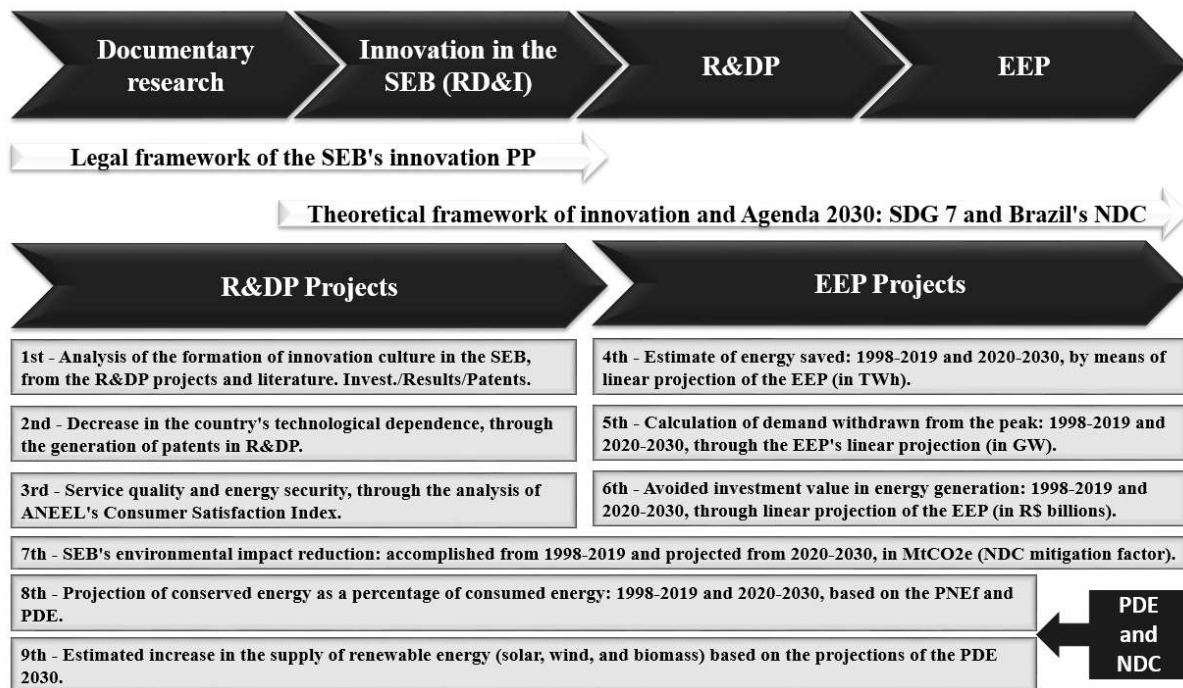 Documentary
research
Innovation in the
SEB (RD&I)
R&DP
EEP
Legal framework of the SEB's innovation PP
Theoretical framework of innovation and Agenda 2030: SDG 7 and Brazil's NDC
R&DP Projects
EEP Projects
1st - Analysis of the formation of innovation culture in the SEB,
from the R&DP projects and literature. Invest./Results/Patents.
2nd - Decrease in the country's technological dependence, through
the generation of patents in R&DP.
3rd - Service quality and energy security, through the analysis of
ANEEL's Consumer Satisfaction Index.
4th - Estimate of energy saved: 1998-2019 and 2020-2030, by means of
linear projection of the EEP (in TWh).
5th - Calculation of demand withdrawn from the peak: 1998-2019 and
2020-2030, through the EEP's linear projection (in GW).
6th - Avoided investment value in energy generation: 1998-2019 and
2020-2030, through linear projection of the EEP (in R$ billions).
7th - SEB's environmental impact reduction: accomplished from 1998-2019 and projected from 2020-2030, in MtCO2e (NDC mitigation factor).
8th - Projection of conserved energy as a percentage of consumed energy: 1998-2019 and 2020-2030, based on the PNEf and
PDE.
9th - Estimated increase in the supply of renewable energy (solar, wind, and biomass) based on the projections of the PDE
2030.
PDE
and
NDC